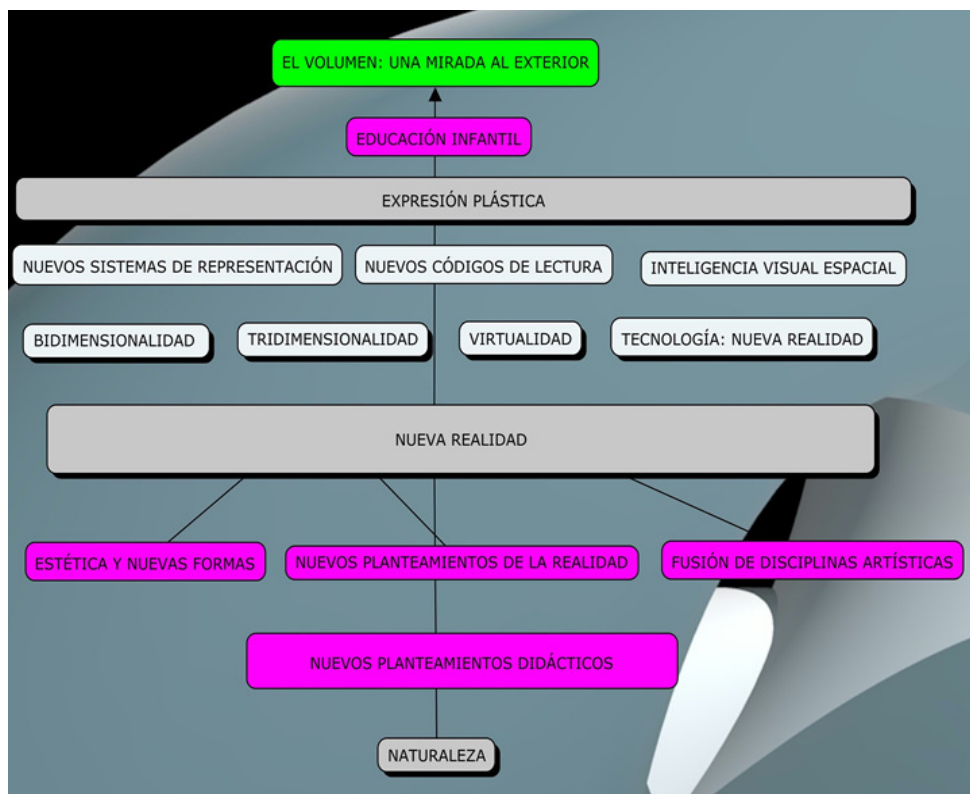 EL VOLUMEN: UNA MIRADA AL EXTERIOR
EDUCACIÓN INFANTIL
EXPRESIÓN PLÁSTICA
NUEVOS SISTEMAS DE REPRESENTACIÓN
NUEVOS CÓDIGOS DE LECTURA
INTELIGENCIA VISUAL ESPACIAL
BIDIMENSIONALIDAD
TRIDIMENSIONALIDAD
VIRTUALIDAD
TECNOLOGÍA: NUEVA REALIDAD
NUEVA REALIDAD
ESTÉTICA Y NUEVAS FORMAS
NUEVOS PLANTEAMIENTOS DE LA REALIDAD
FUSIÓN DE DISCIPLINAS ARTÍSTICAS
NUEVOS PLANTEAMIENTOS DIDÁCTICOS
NATURALEZA